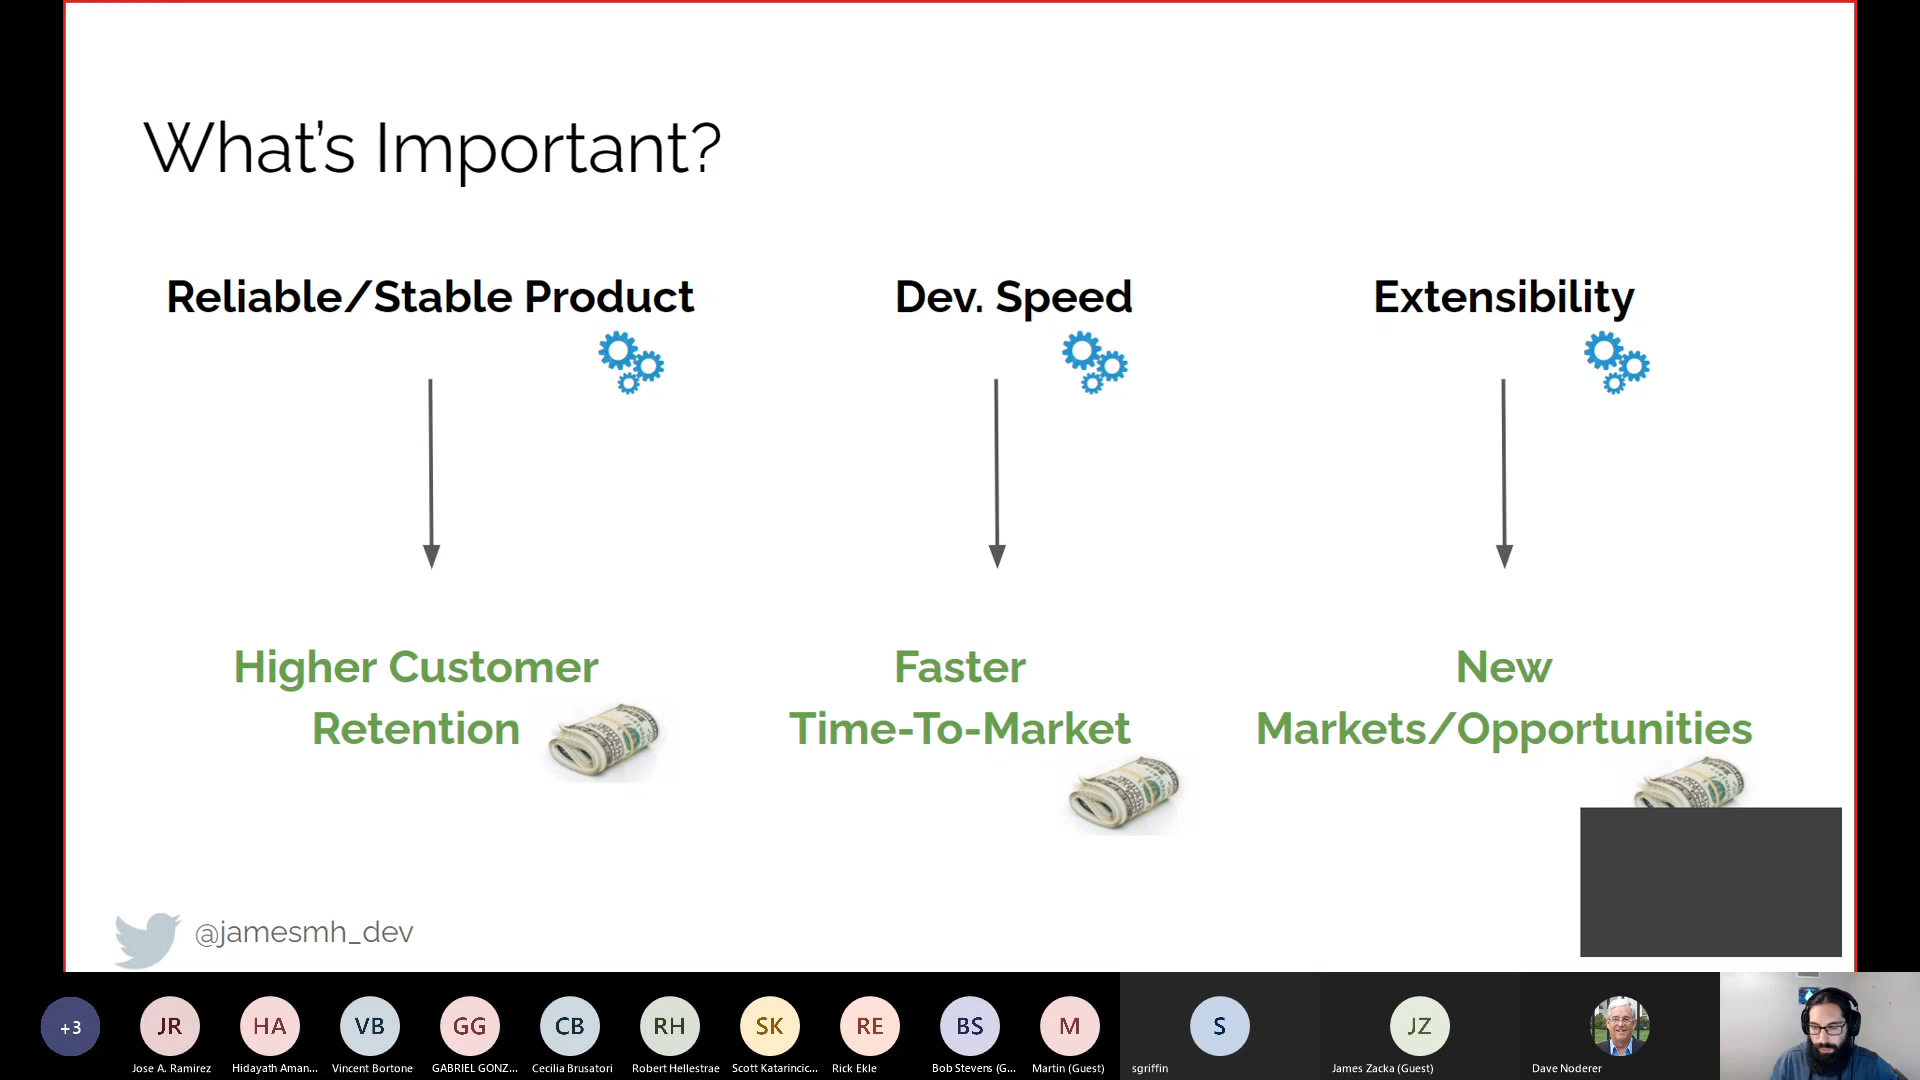 What's Important?
Reliable/Stable Product
Dev. Speed
Extensibility
Higher Customer
Retention
Faster
Time-To-Market
New
Markets/Opportunities
@jamesmh_dev
+3
JR
HA
VB
GG
CB
RH
SK
RE
BS
M
S
JZ
Jose A. Ramirez
Hidayath Aman...
Vincent Bortone
GABRIEL GONZ...
Cecilia Brusatori
Robert Hellestrae
Scott Katarincic...
Rick Ekle
Bob Stevens (G...
Martin (Guest)
sgriffin
James Zacka (Guest)
Dave Noderer